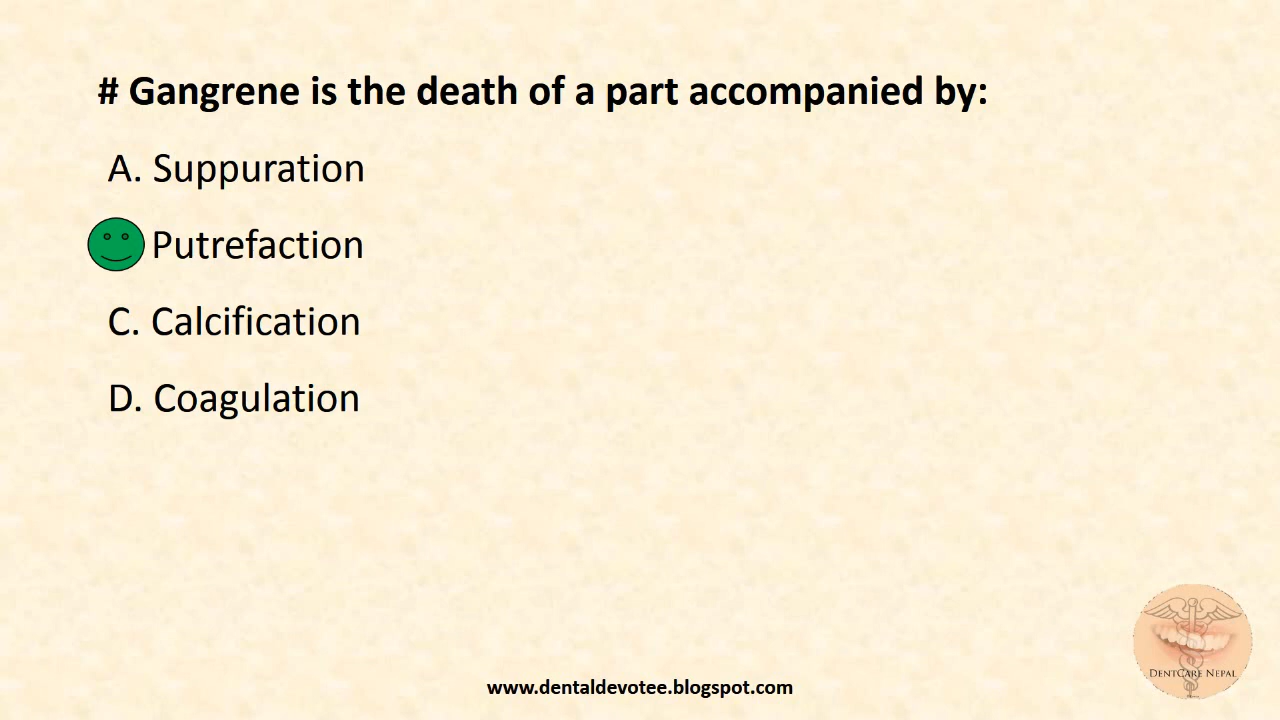 # Gangrene is the death of a part accompanied by:
A. Suppuration
Putrefaction
C. Calcification
D. Coagulation
DentCare Nepal
www.dentaldevotee.blogspot.com